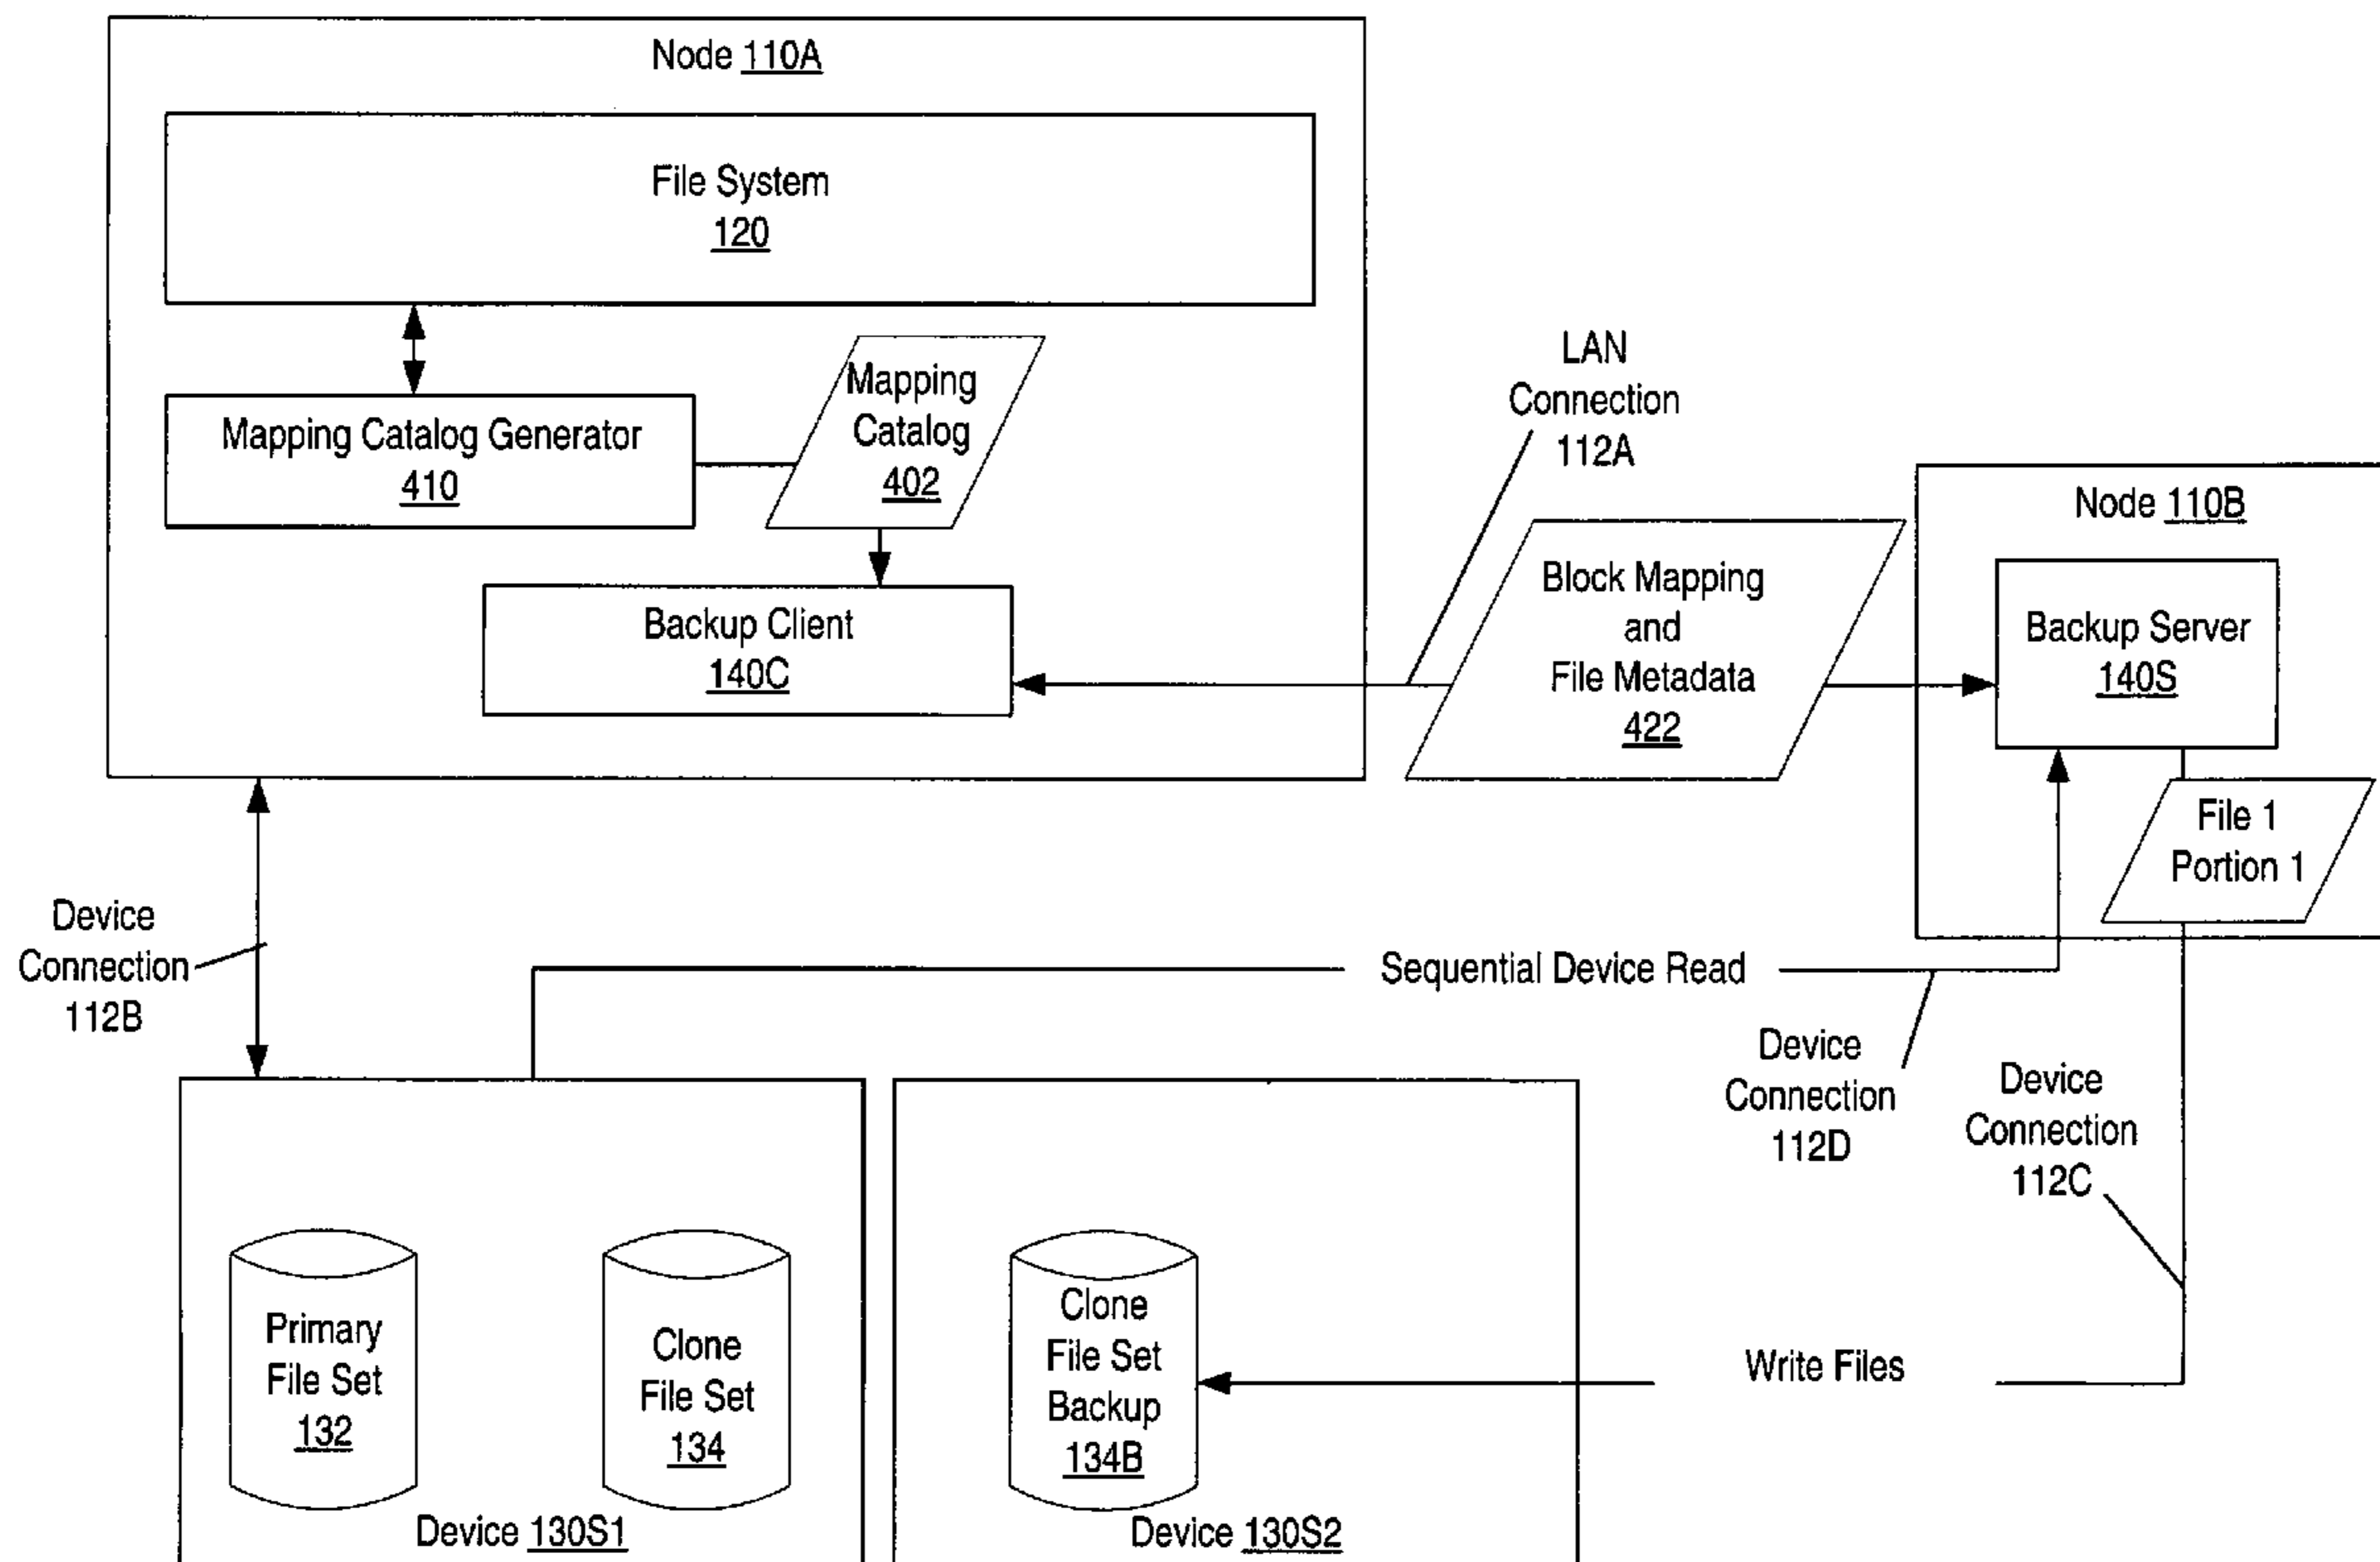 Node 110A
File System
120
Mapping Catalog Generator
410
Mapping
Catalog
402
Backup Client
140C
LAN
Connection
112A
Block Mapping
and
File Metadata
422
Node 110B
Backup Server
140S
File 1
Portion 1
Device
Connection
112B
Sequential Device Read
Device
Connection
112D
Device
Connection
112C
Primary
File Set
132
Clone
File Set
134
Device 130S1
Clone
File Set
Backup
134B
Device 130S2
Write Files